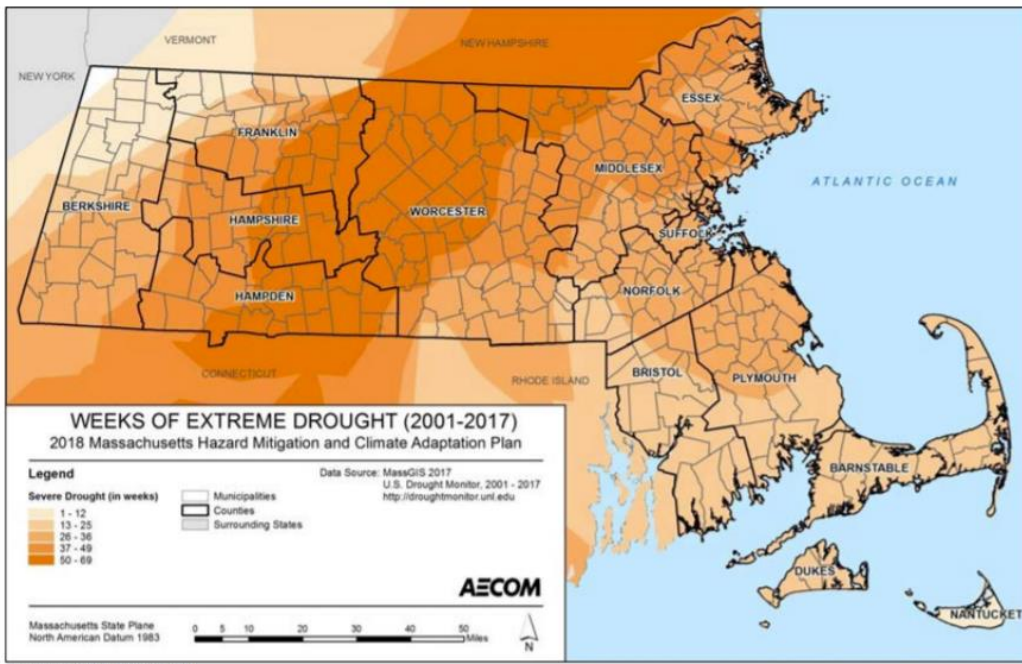 VERMONT
NEW HAMPSHIRE
NEW YORK
ESSEX
FRANKLIN
MIDDLESEX
ATLANTIC OCEAN
BERKSHIRE
HAMPSHIRE
WORCESTER
SUFFOLK
HAMPDEN
NORFOLK
CONNECTICUT
RHODE ISLAND
BRISTOL
PLYMOUTH
BARNSTABLE
DUKES
NANTUCKET
WEEKS OF EXTREME DROUGHT (2001-2017)
2018 Massachusetts Hazard Mitigation and Climate Adaptation Plan
Legend
Severe Drought (in weeks)
1 - 12
13 - 25
26 - 36
37 - 49
50 - 69
Municipalities
Counties
Surrounding States
Data Source: MassGIS 2017
U.S. Drought Monitor, 2001 - 2017
http://droughtmonitor.unl.edu
AECOM
Massachusetts State Plane
North American Datum 1983
0 5 10 20 30 40 50
Miles
N